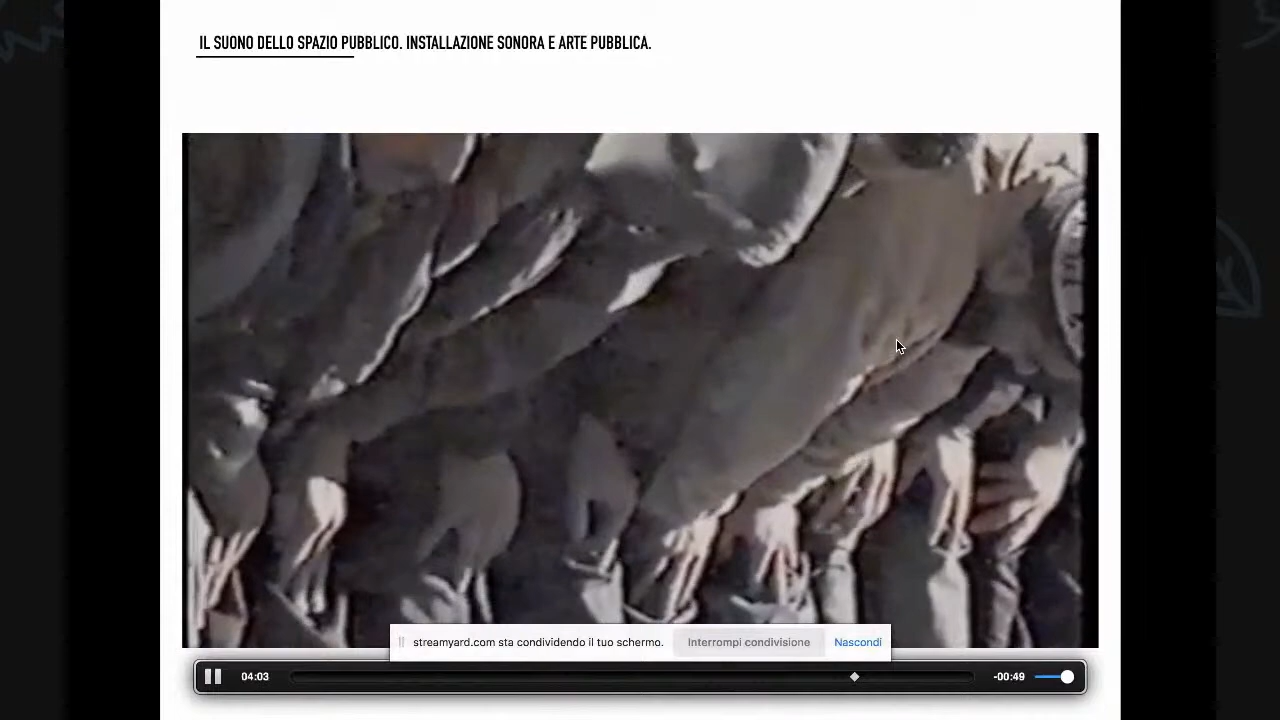 IL SUONO DELLO SPAZIO PUBBLICO. INSTALLAZIONE SONORA E ARTE PUBBLICA.
streamyard.com sta condividendo il tuo schermo. Interrompi condivisione Nascondi
04:03 -00:49